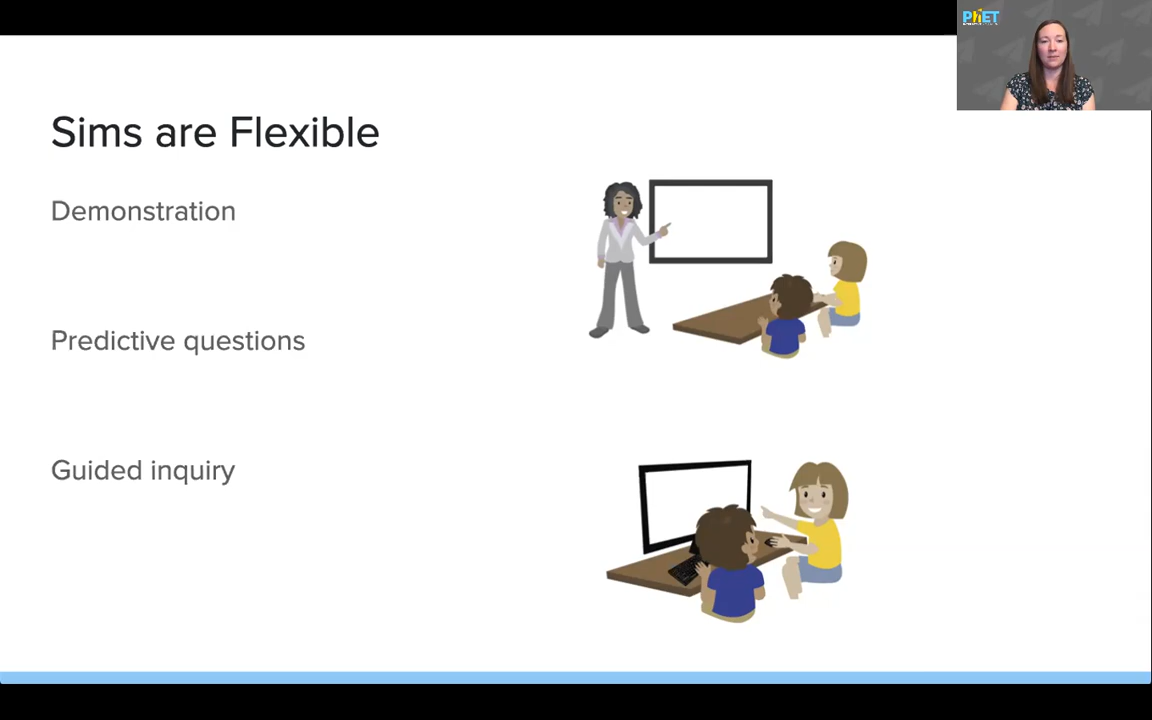 PhET
Sims are Flexible
Demonstration
Predictive questions
Guided inquiry